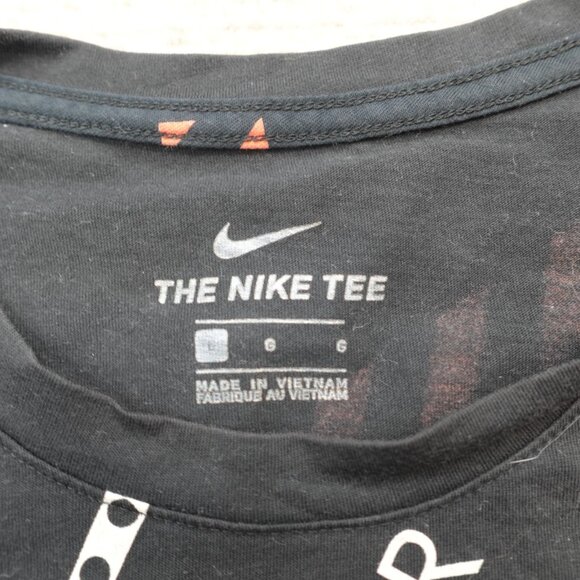 THE NIKE TEE
L G G
MADE IN VIETNAM
FABRIQUE AU VIETNAM
R